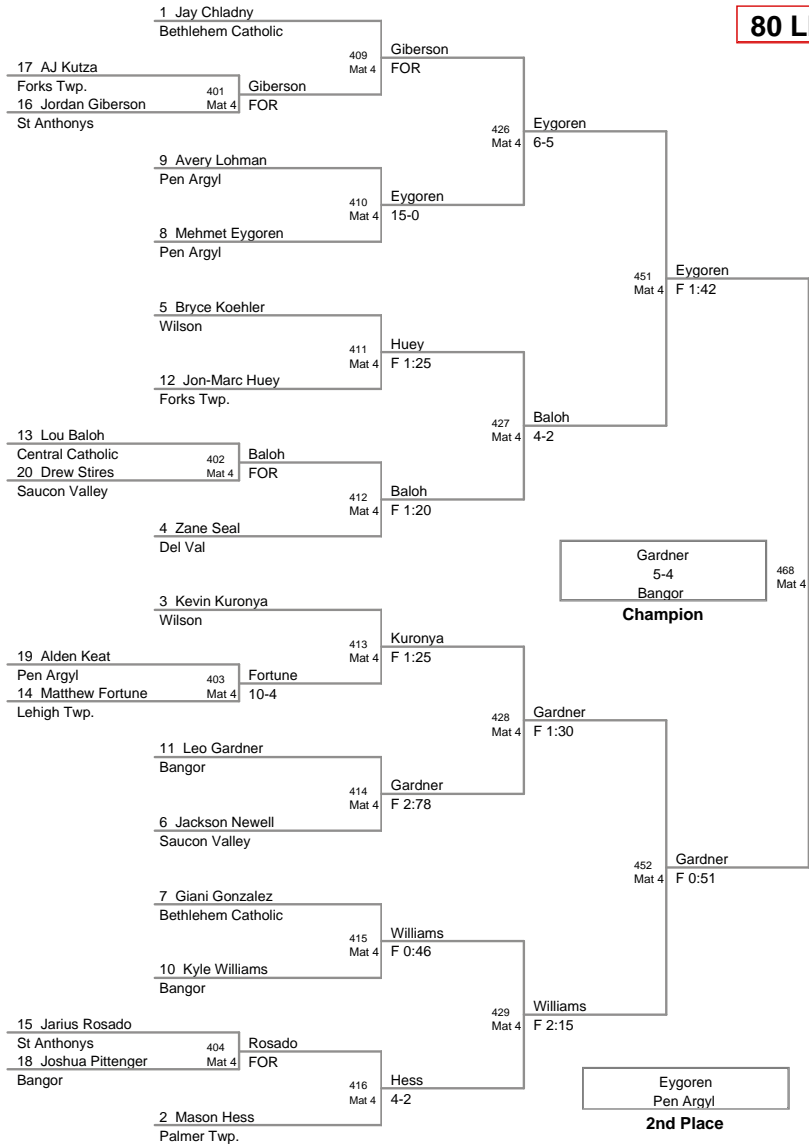 1 Jay Chladny
Bethlehem Catholic
80
409
Mat 4
Giberson
FOR
17 AJ Kutza
Forks Twp.
401
Mat 4
Giberson
FOR
16 Jordan Giberson
St Anthonys
426
Mat 4
Eygoren
6-5
9 Avery Lohman
Pen Argyl
410
Mat 4
Eygoren
15-0
8 Mehmet Eygoren
Pen Argyl
451
Mat 4
Eygoren
F 1:42
5 Bryce Koehler
Wilson
411
Mat 4
Huey
F 1:25
12 Jon-Marc Huey
Forks Twp.
427
Mat 4
Baloh
4-2
13 Lou Baloh
Central Catholic
402
Mat 4
Baloh
FOR
20 Drew Stires
Saucon Valley
412
Mat 4
Baloh
F 1:20
4 Zane Seal
Del Val
Gardner
5-4
Bangor
468
Mat 4
Champion
3 Kevin Kuronya
Wilson
413
Mat 4
Kuronya
F 1:25
19 Alden Keat
Pen Argyl
403
Mat 4
Fortune
10-4
14 Matthew Fortune
Lehigh Twp.
428
Mat 4
Gardner
F 1:30
11 Leo Gardner
Bangor
414
Mat 4
Gardner
F 2:78
6 Jackson Newell
Saucon Valley
452
Mat 4
Gardner
F 0:51
7 Giani Gonzalez
Bethlehem Catholic
415
Mat 4
Williams
F 0:46
10 Kyle Williams
Bangor
429
Mat 4
Williams
F 2:15
15 Jarius Rosado
St Anthonys
404
Mat 4
Rosado
FOR
18 Joshua Pittenger
Bangor
416
Mat 4
Hess
4-2
2 Mason Hess
Palmer Twp.
Eygoren
Pen Argyl
2nd Place